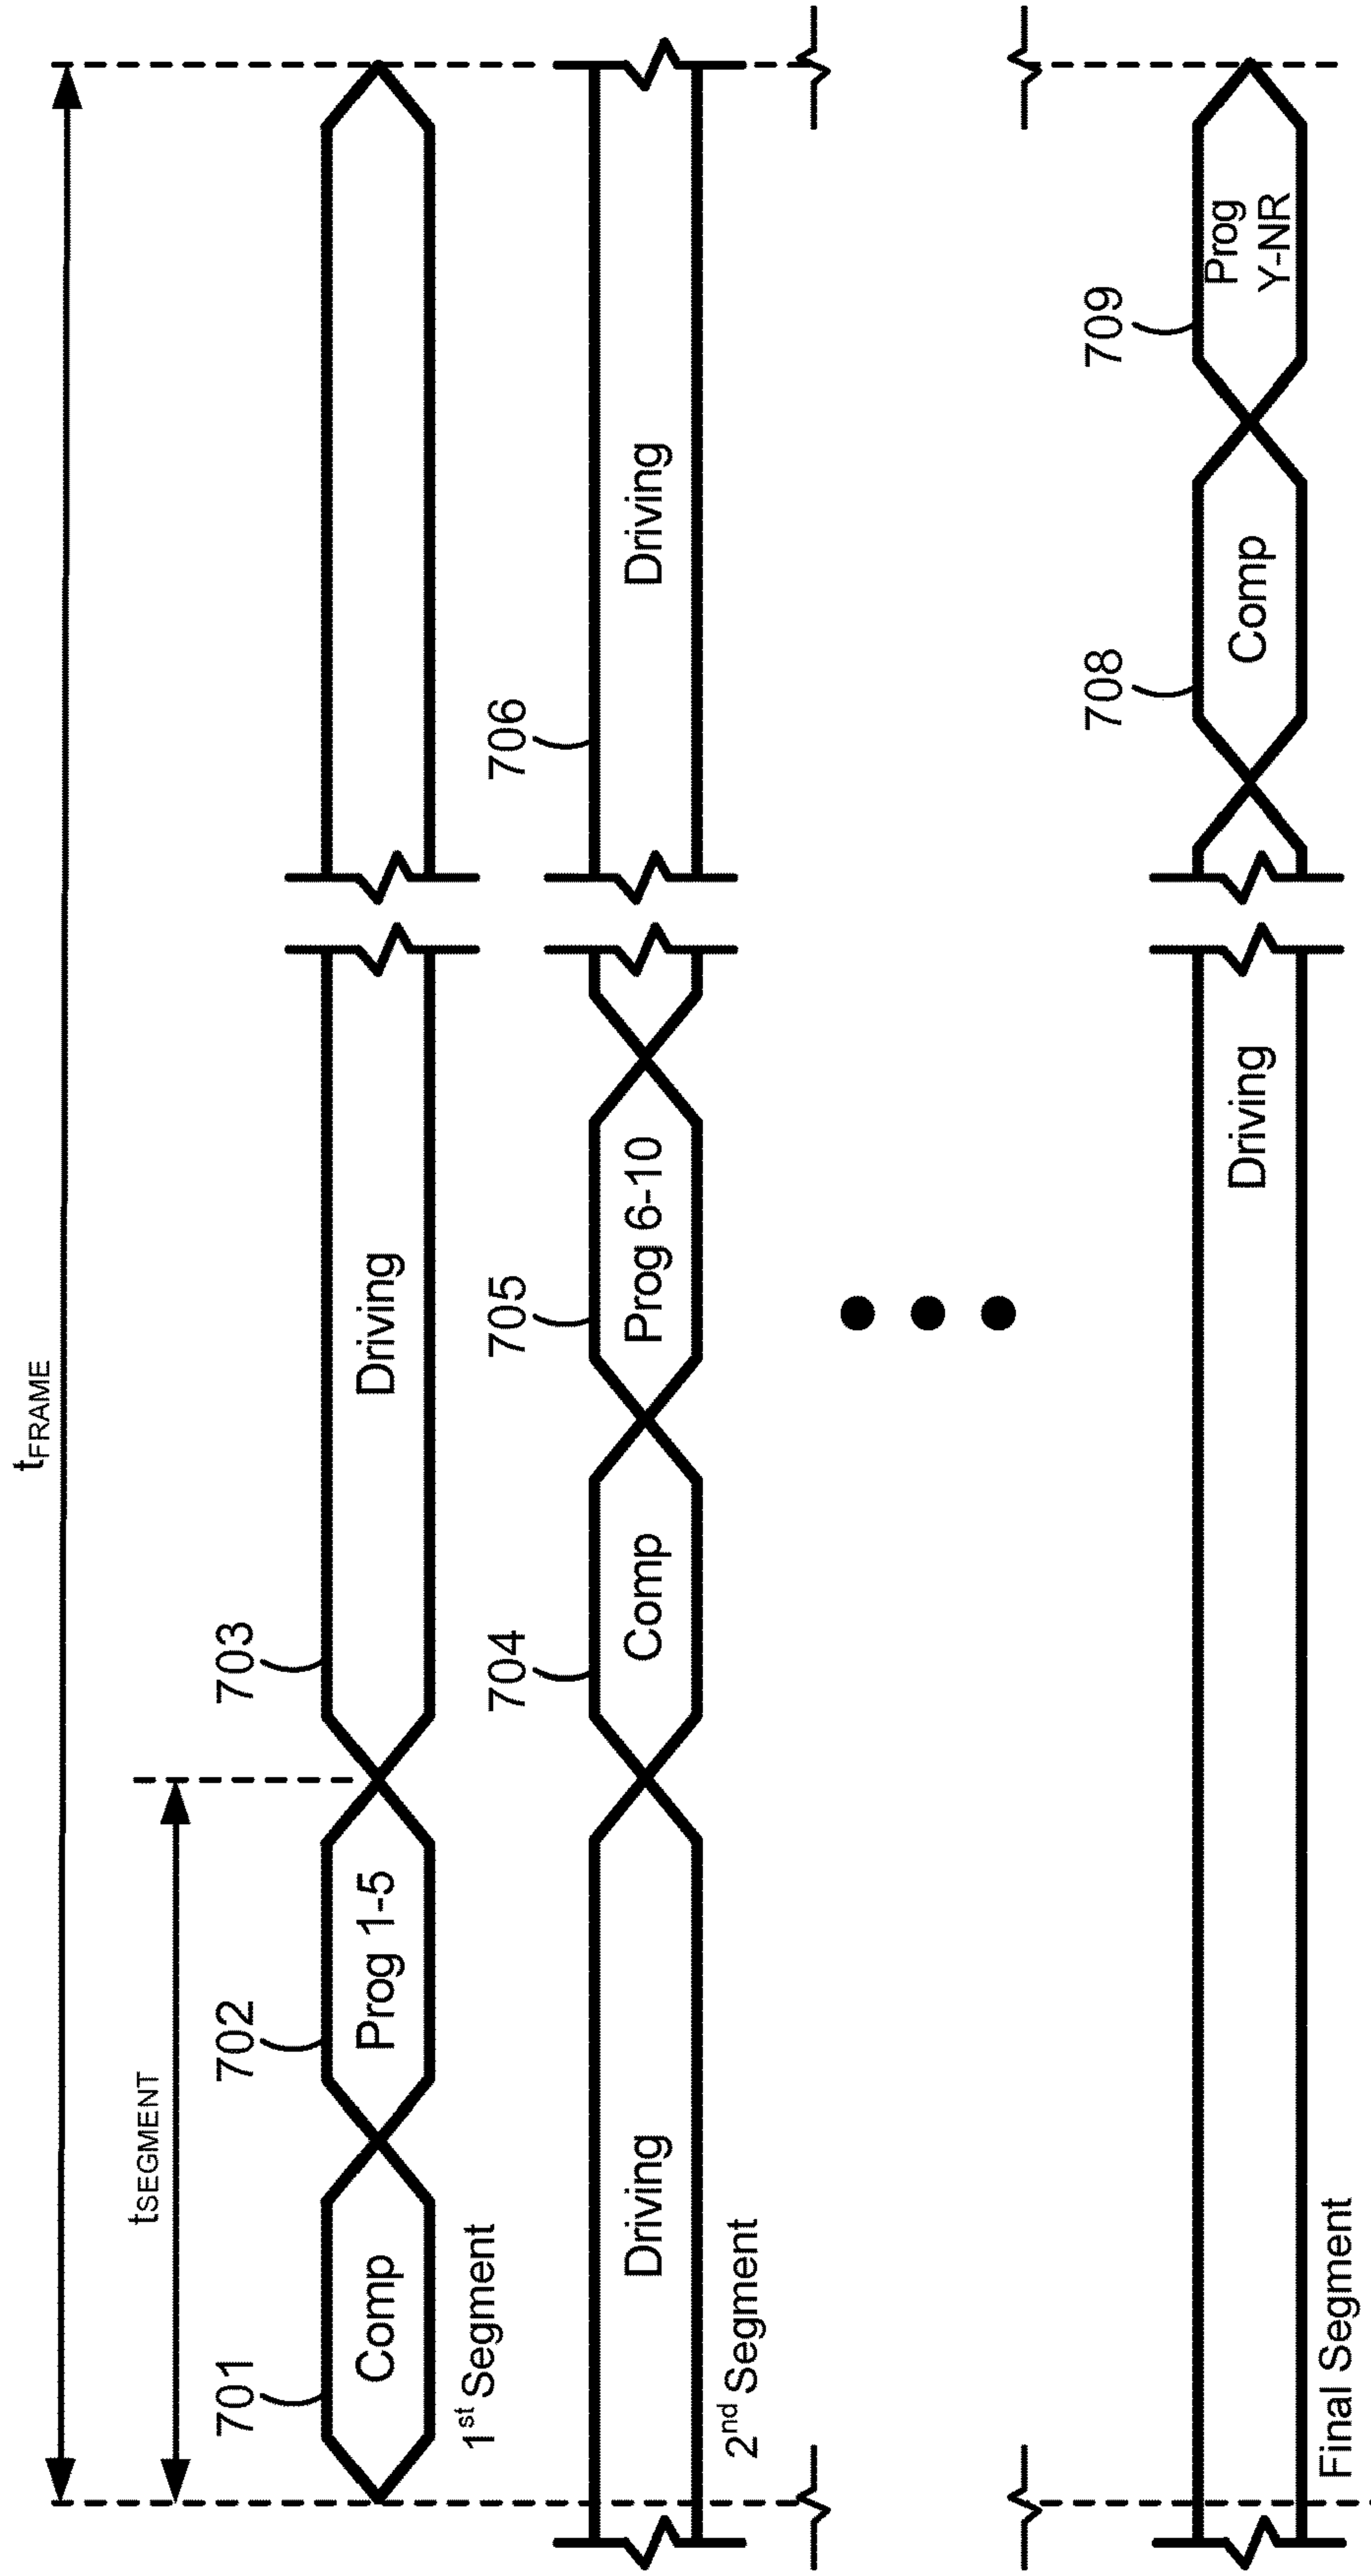 tFRAME
tSEGMENT
701
702
703
Comp
Prog 1-5
Driving
1st Segment
704
705
706
Driving
Comp
Prog 6-10
Driving
2nd Segment
708
709
Driving
Comp
Prog
Y-NR
Final Segment